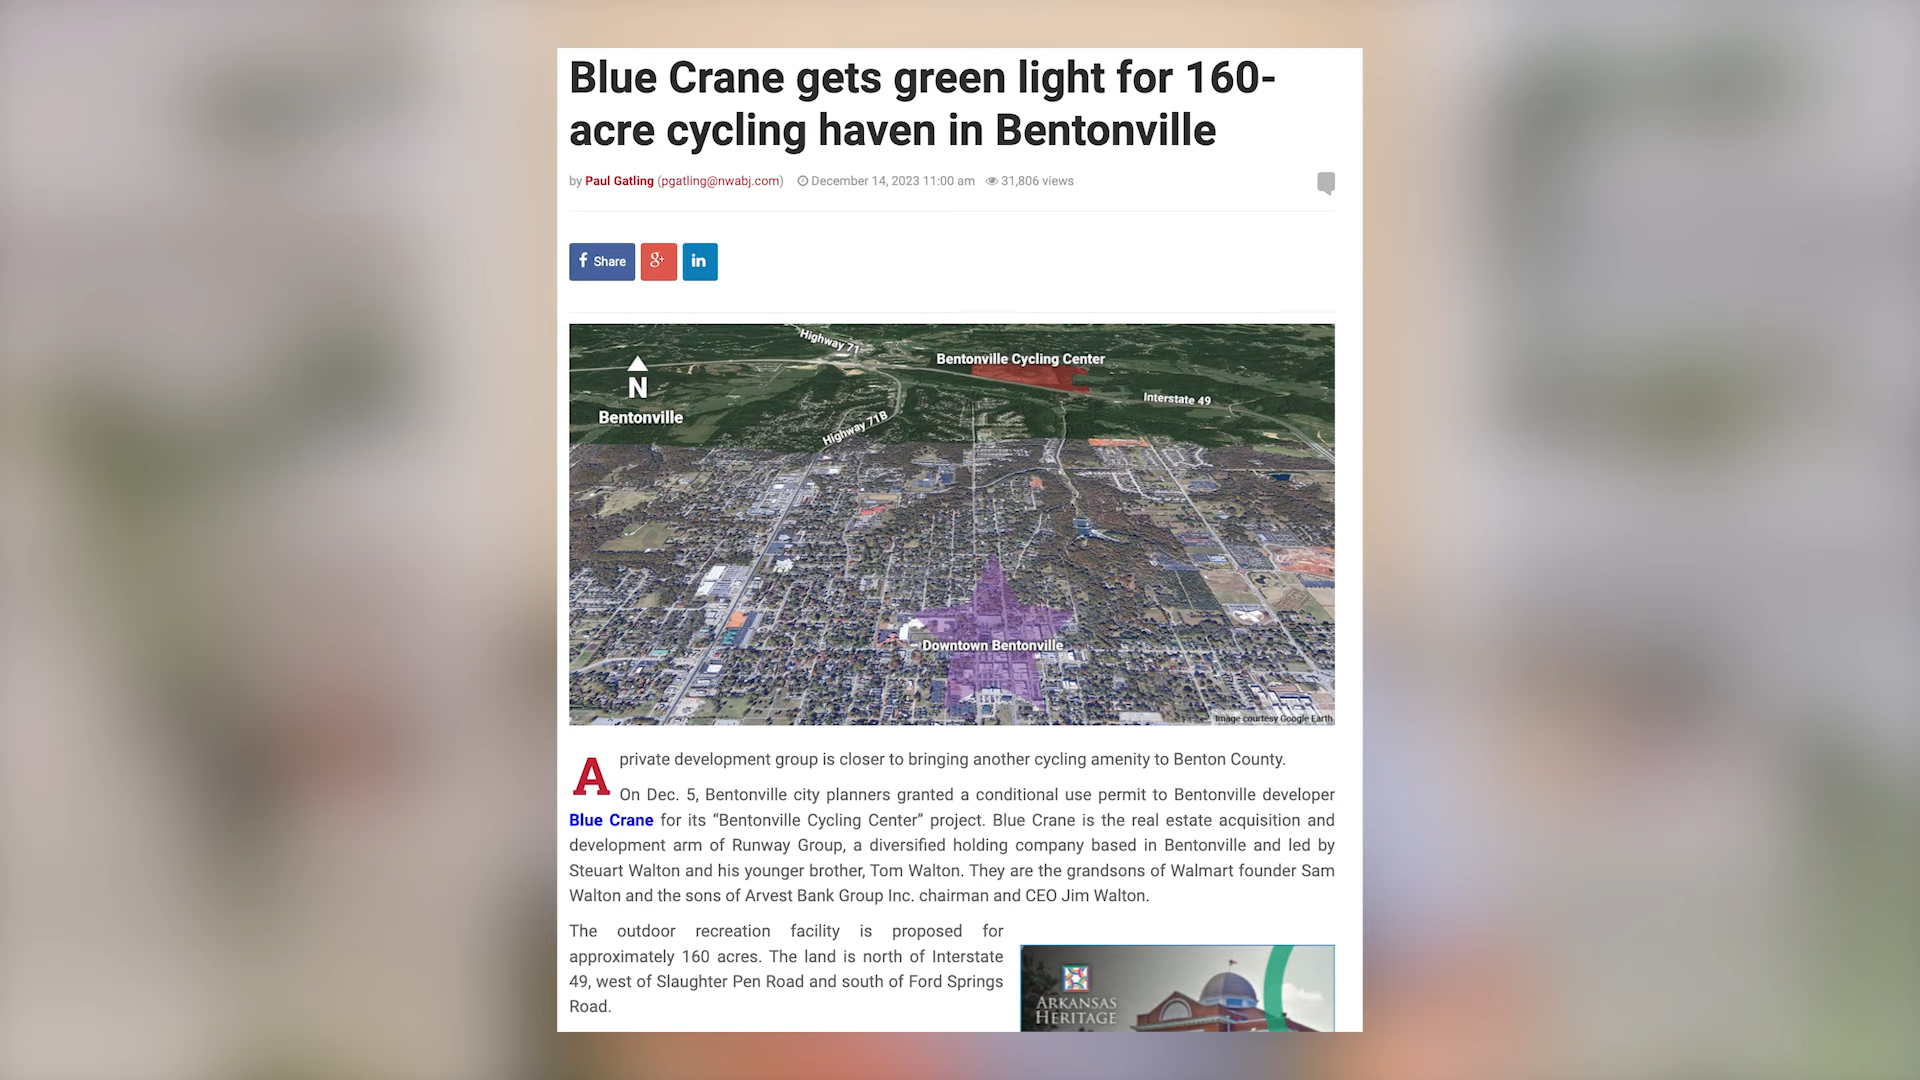 Blue Crane gets green light for 160-
acre cycling haven in Bentonville
by Paul Gatling (pgatling@nwabj.com) December 14, 2023 11:00 am 31,806 views
f Share
g+
in
Highway 71
Bentonville Cycling Center
N
Interstate 49
Bentonville
Highway 71B
Downtown Bentonville
Image courtesy Google Earth
A private development group is closer to bringing another cycling amenity to Benton County.
On Dec. 5, Bentonville city planners granted a conditional use permit to Bentonville developer
Blue Crane for its “Bentonville Cycling Center” project. Blue Crane is the real estate acquisition and
development arm of Runway Group, a diversified holding company based in Bentonville and led by
Steuart Walton and his younger brother, Tom Walton. They are the grandsons of Walmart founder Sam
Walton and the sons of Arvest Bank Group Inc. chairman and CEO Jim Walton.
The outdoor recreation facility is proposed for
approximately 160 acres. The land is north of Interstate
49, west of Slaughter Pen Road and south of Ford Springs
Road.
ARKANSAS
HERITAGE